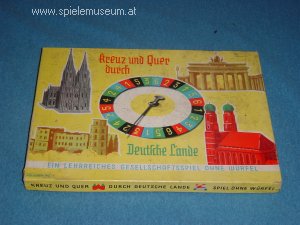 www.spielemuseum.at
Kreuz und Quer
durch
Deutsche Lande
EIN LEHRREICHES GESELLSCHAFTSSPIEL OHNE WÜRFEL
KREUZ UND QUER DURCH DEUTSCHE LANDE SPIEL OHNE WÜRFEL